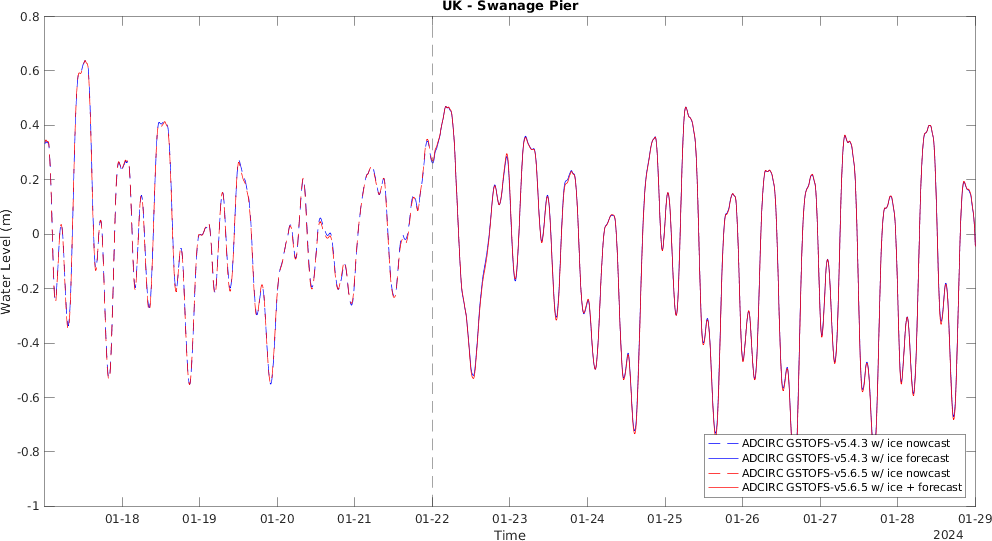 UK - Swanage Pier
Water Level (m)
0.8
0.6
0.4
0.2
0
-0.2
-0.4
-0.6
-0.8
-1
ADCIRC GSTOFS-v5.4.3 w/ ice nowcast
ADCIRC GSTOFS-v5.4.3 w/ ice forecast
ADCIRC GSTOFS-v5.6.5 w/ ice nowcast
ADCIRC GSTOFS-v5.6.5 w/ ice + forecast
01-18 01-19 01-20 01-21 01-22 01-23 01-24 01-25 01-26 01-27 01-28 01-29
Time
2024